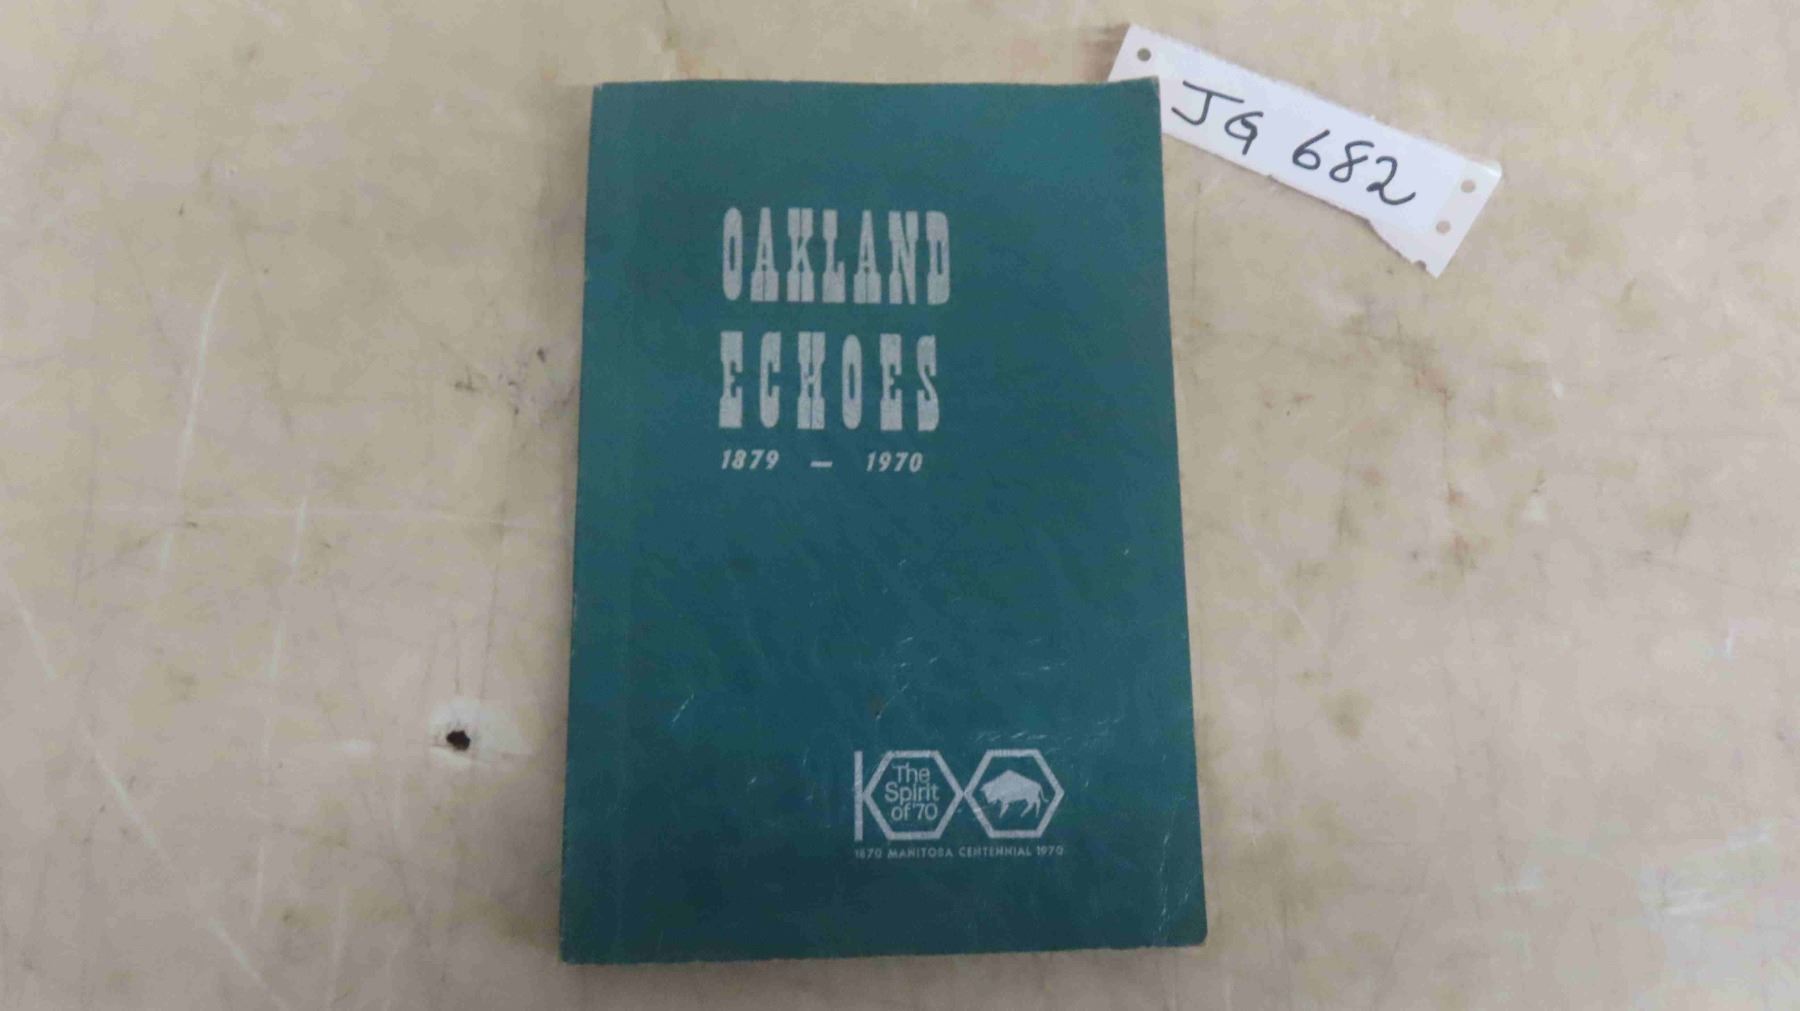 JG 682
OAKLAND
ECHOES
1879 — 1970
The
Spirit
of '70
1870 MANITOBA CENTENNIAL 1970